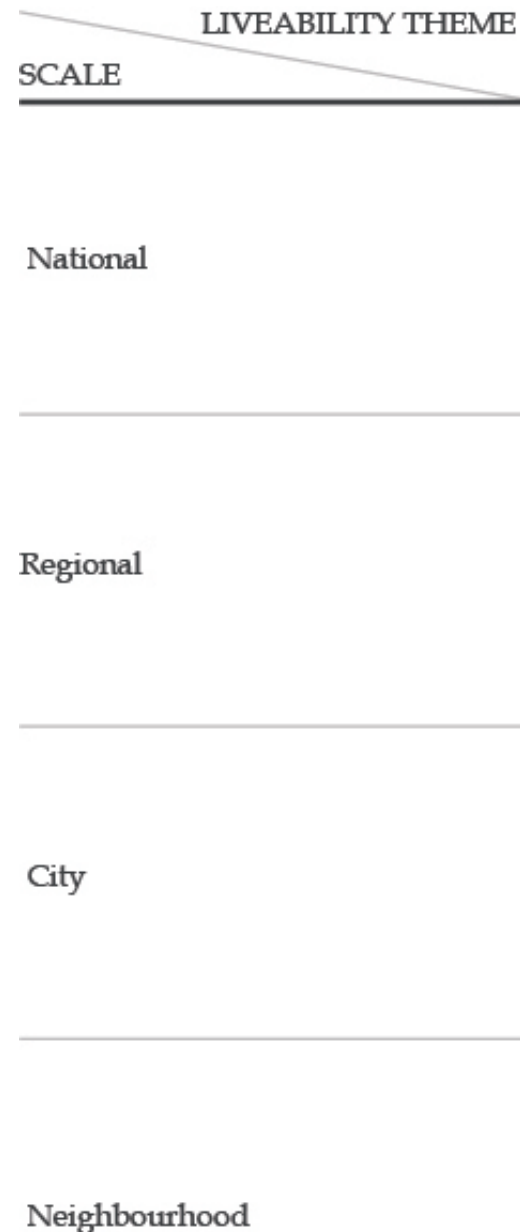 LIVEABILITY THEME
SCALE
National
Regional
City
Neighbourhood